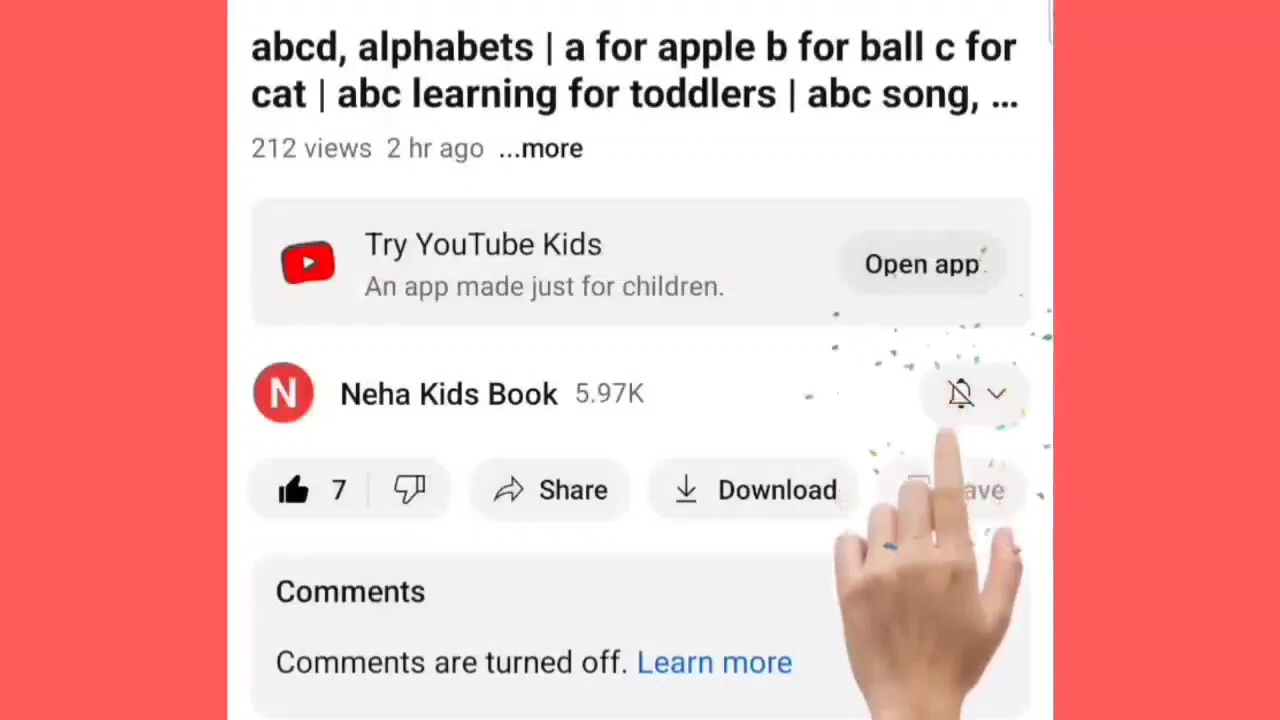 abcd, alphabets | a for apple b for ball c for
cat | abc learning for toddlers | abc song, ...
212 views 2 hr ago ...more
Try YouTube Kids
An app made just for children.
Open app
N
Neha Kids Book 5.97K
7 Share Download
Comments
Comments are turned off. Learn more